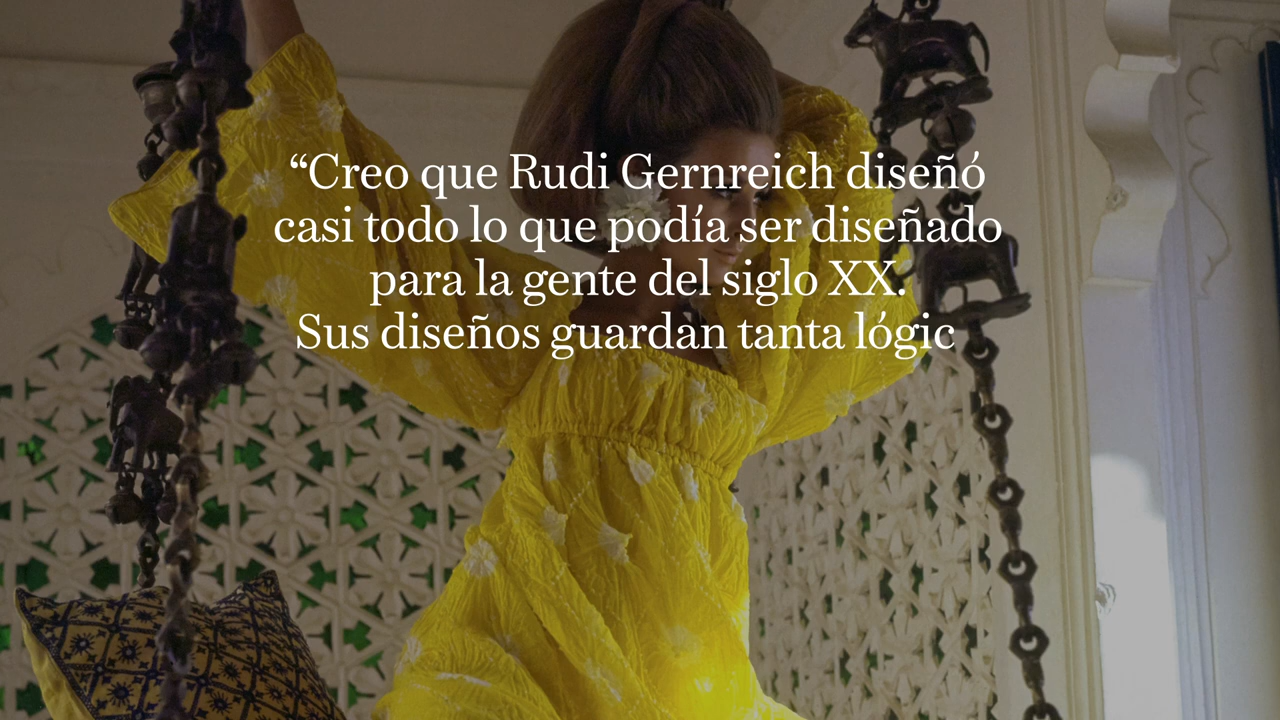 “Creo que Rudi Gernreich diseñó
casi todo lo que podía ser diseñado
para la gente del siglo XX.
Sus diseños guardan tanta lógic